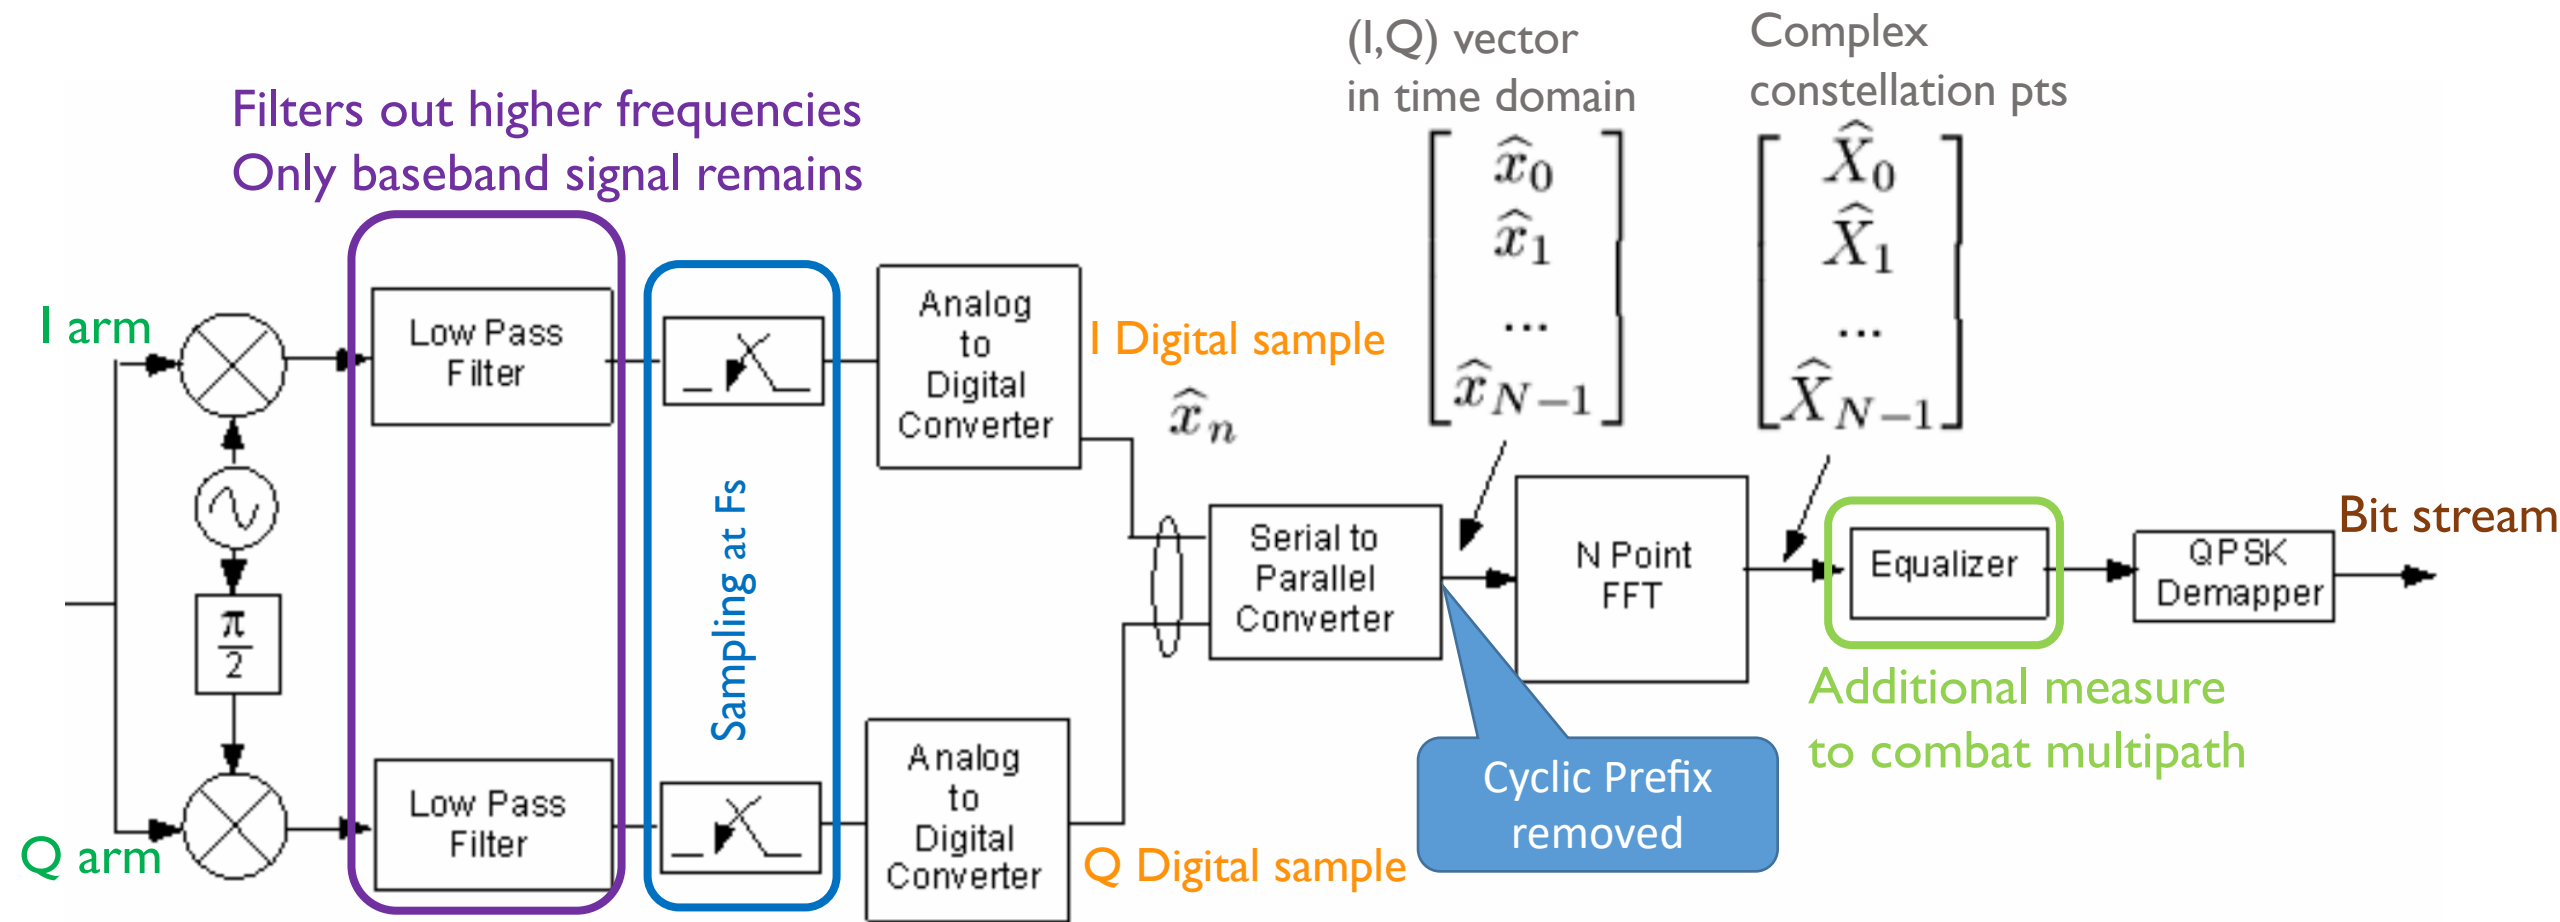 (I,Q) vector
in time domain
Complex
constellation pts
Filters out higher frequencies
Only baseband signal remains
x̂₀
x̂₁
...
x̂_{N−1}
X̂₀
X̂₁
...
X̂_{N−1}
I arm
Low Pass
Filter
Analog
to
Digital
Converter
I Digital sample
x̂ₙ
Sampling at Fs
π
2
Serial to
Parallel
Converter
N Point
FFT
Equalizer
QPSK
Demapper
Bit stream
Additional measure
to combat multipath
Cyclic Prefix
removed
Q arm
Low Pass
Filter
Analog
to
Digital
Converter
Q Digital sample